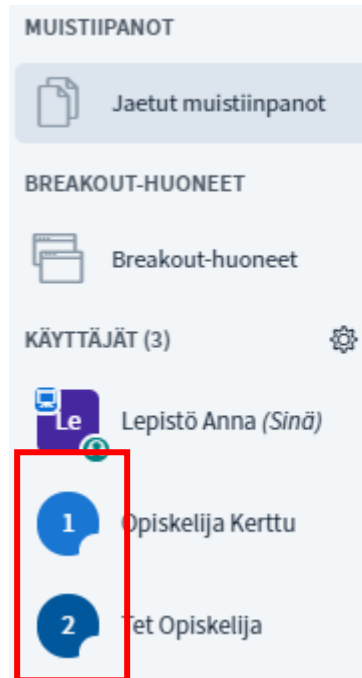 MUISTIIPANOT
Jaetut muistiinpanot
BREAKOUT-HUONEET
Breakout-huoneet
KÄYTTÄJÄT (3)
Le Lepistö Anna (Sinä)
1 Opiskelija Kerttu
2 Tet Opiskelija